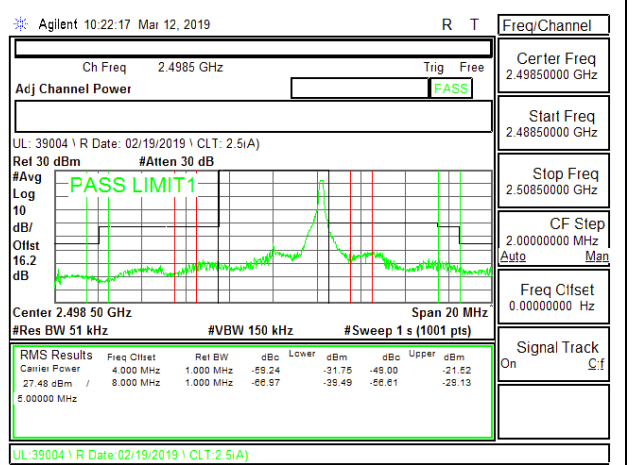 Agilent 10:22:17 Mar 12, 2019 R T
Ch Freq 2.4985 GHz Trig Free
Adj Channel Power PASS
UL: 39004 \ R Date: 02/19/2019 \ CLT: 2.5(A)
Ref 30 dBm #Atten 30 dB
#Avg
Log
10
dB/
Offst
16.2
dB
PASS LIMIT1
Center 2.498 50 GHz Span 20 MHz
#Res BW 51 kHz #VBW 150 kHz #Sweep 1 s (1001 pts)
RMS Results Freq Offset Ref BW dBc Lower dBm dBc Upper dBm
Carrier Power 4.000 MHz 1.000 MHz -59.24 -31.75 -49.00 -21.52
27.48 dBm / 8.000 MHz 1.000 MHz -66.97 -39.49 -56.61 -29.13
5.00000 MHz
UL:39004 \ R Date:02/19/2019 \ CLT:2.5(A)
Freq/Channel
Center Freq
2.49850000 GHz
Start Freq
2.48850000 GHz
Stop Freq
2.50850000 GHz
CF Step
2.00000000 MHz
Auto Man
Freq Offset
0.00000000 Hz
Signal Track
On Off